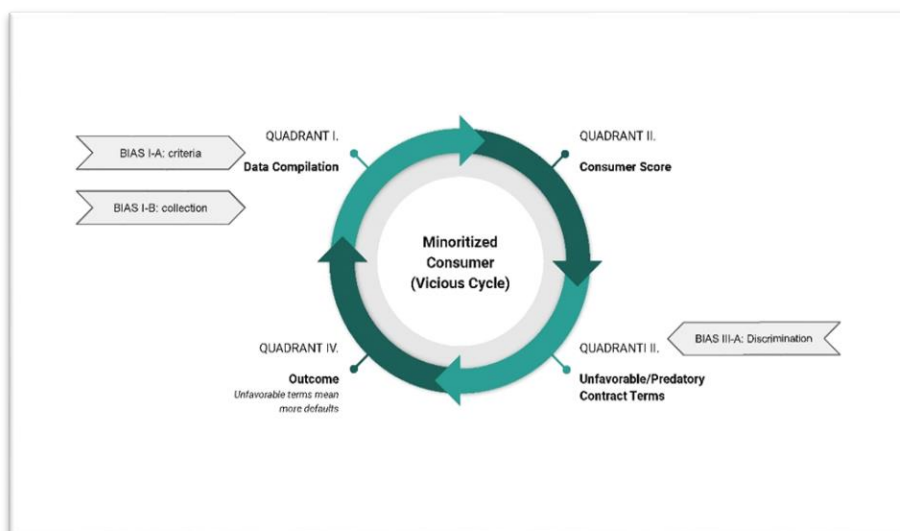 QUADRANT I.
Data Compilation
BIAS I-A: criteria
BIAS I-B: collection
QUADRANT II.
Consumer Score
Minoritized
Consumer
(Vicious Cycle)
QUADRANT IV.
Outcome
Unfavorable terms mean
more defaults
QUADRANTI II.
Unfavorable/Predatory
Contract Terms
BIAS III-A: Discrimination